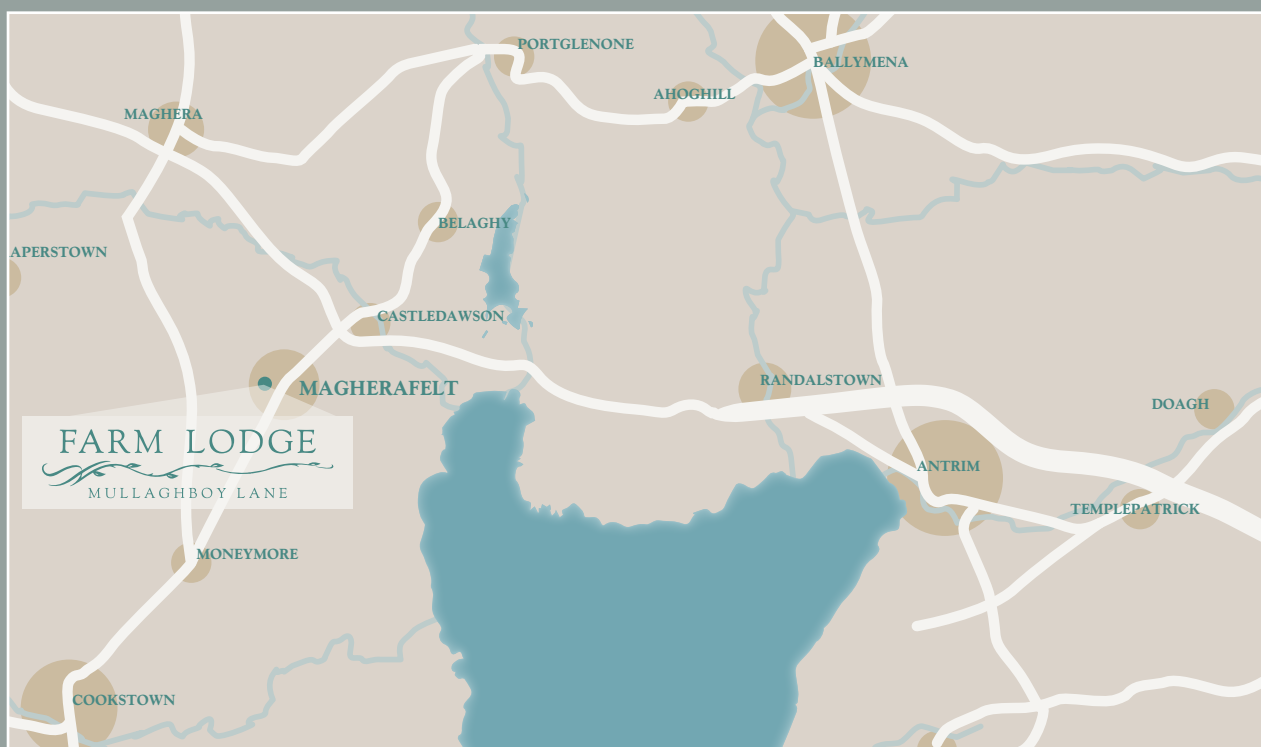 PORTGLENONE
BALLYMENA
AHOGHILL
MAGHERA
BELAGHY
APERSTOWN
CASTLEDAWSON
RANDALSTOWN
MAGHERAFELT
DOAGH
FARM LODGE
MULLAGHBOY LANE
ANTRIM
TEMPLEPATRICK
MONEYMORE
COOKSTOWN